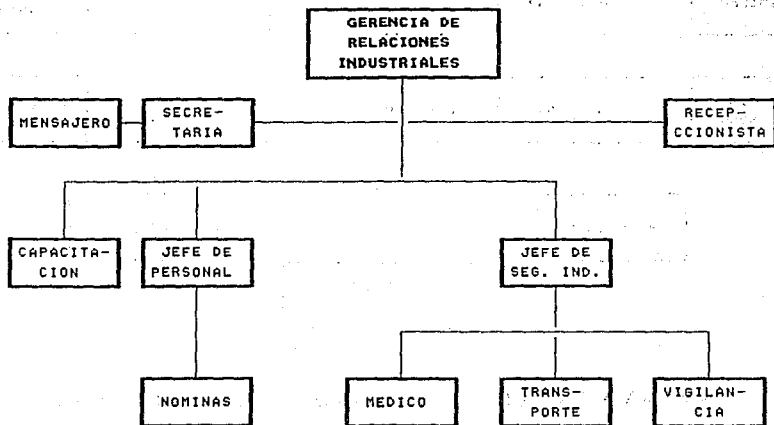 GERENCIA DE
RELACIONES
INDUSTRIALES
MENSAJERO
SECRE-
TARIA
RECEP-
CCIONISTA
CAPACITA-
CION
JEFE DE
PERSONAL
JEFE DE
SEG. IND.
NOMINAS
MEDICO
TRANS-
PORTE
VIGILAN-
CIA